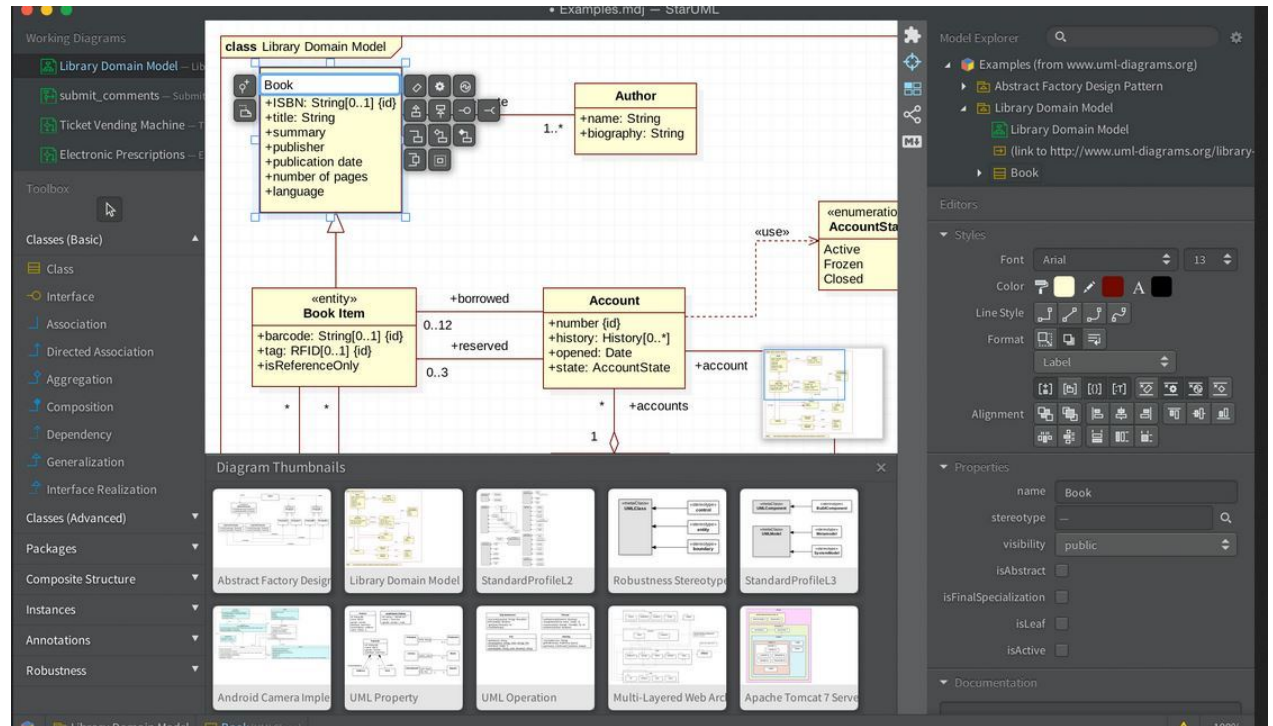 • Examples.mdj — StarUML
Working Diagrams
Library Domain Model — Lib
submit_comments — Submit
Ticket Vending Machine — T
Electronic Prescriptions — E
Toolbox
Classes (Basic)
Class
Interface
Association
Directed Association
Aggregation
Composition
Dependency
Generalization
Interface Realization
Classes (Advanced)
Packages
Composite Structure
Instances
Annotations
Robustness
class Library Domain Model
Book
+ISBN: String[0..1] {id}
+title: String
+summary
+publisher
+publication date
+number of pages
+language
1..*
Author
+name: String
+biography: String
«use»
«enumeratio
AccountSta
Active
Frozen
Closed
«entity»
Book Item
+barcode: String[0..1] {id}
+tag: RFID[0..1] {id}
+isReferenceOnly
+borrowed
0..12
+reserved
0..3
Account
+number {id}
+history: History[0..*]
+opened: Date
+state: AccountState
+account
* *
* +accounts
1
Diagram Thumbnails
Abstract Factory Design
Library Domain Model
StandardProfileL2
Robustness Stereotype
StandardProfileL3
Android Camera Imple
UML Property
UML Operation
Multi-Layered Web Arc
Apache Tomcat 7 Serve
Model Explorer
Examples (from www.uml-diagrams.org)
Abstract Factory Design Pattern
Library Domain Model
Library Domain Model
(link to http://www.uml-diagrams.org/library-
Book
Editors
Styles
Font Arial 13
Color A
Line Style
Format
Label
Alignment
Properties
name Book
stereotype —
visibility public
isAbstract
isFinalSpecialization
isLeaf
isActive
Documentation